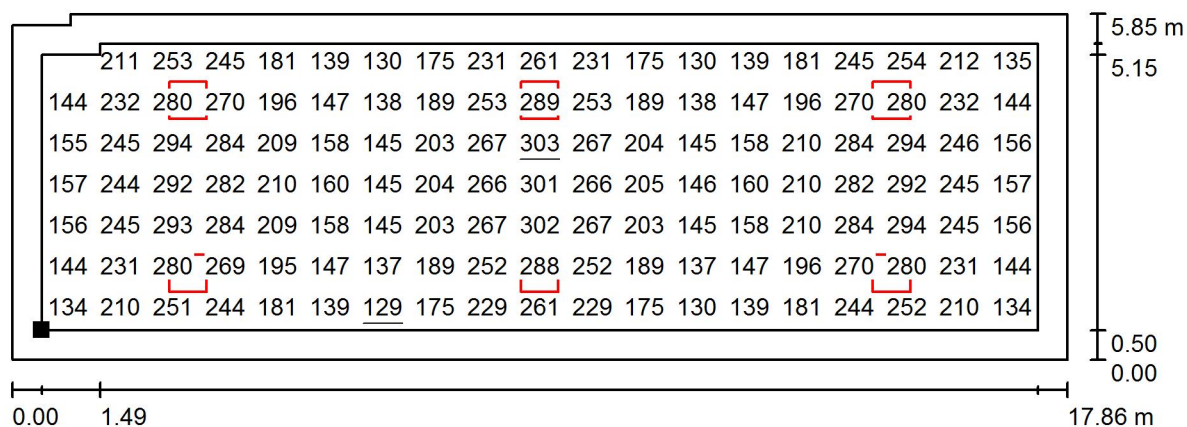 5.85 m
211 253 245 181 139 130 175 231 261 231 175 130 139 181 245 254 212 135
5.15
144 232 280 270 196 147 138 189 253 289 253 189 138 147 196 270 280 232 144
155 245 294 284 209 158 145 203 267 303 267 204 145 158 210 284 294 246 156
157 244 292 282 210 160 145 204 266 301 266 205 146 160 210 282 292 245 157
156 245 293 284 209 158 145 203 267 302 267 203 145 158 210 284 294 245 156
144 231 280 269 195 147 137 189 252 288 252 189 137 147 196 270 280 231 144
134 210 251 244 181 139 129 175 229 261 229 175 130 139 181 244 252 210 134
0.50
0.00
0.00 1.49 17.86 m